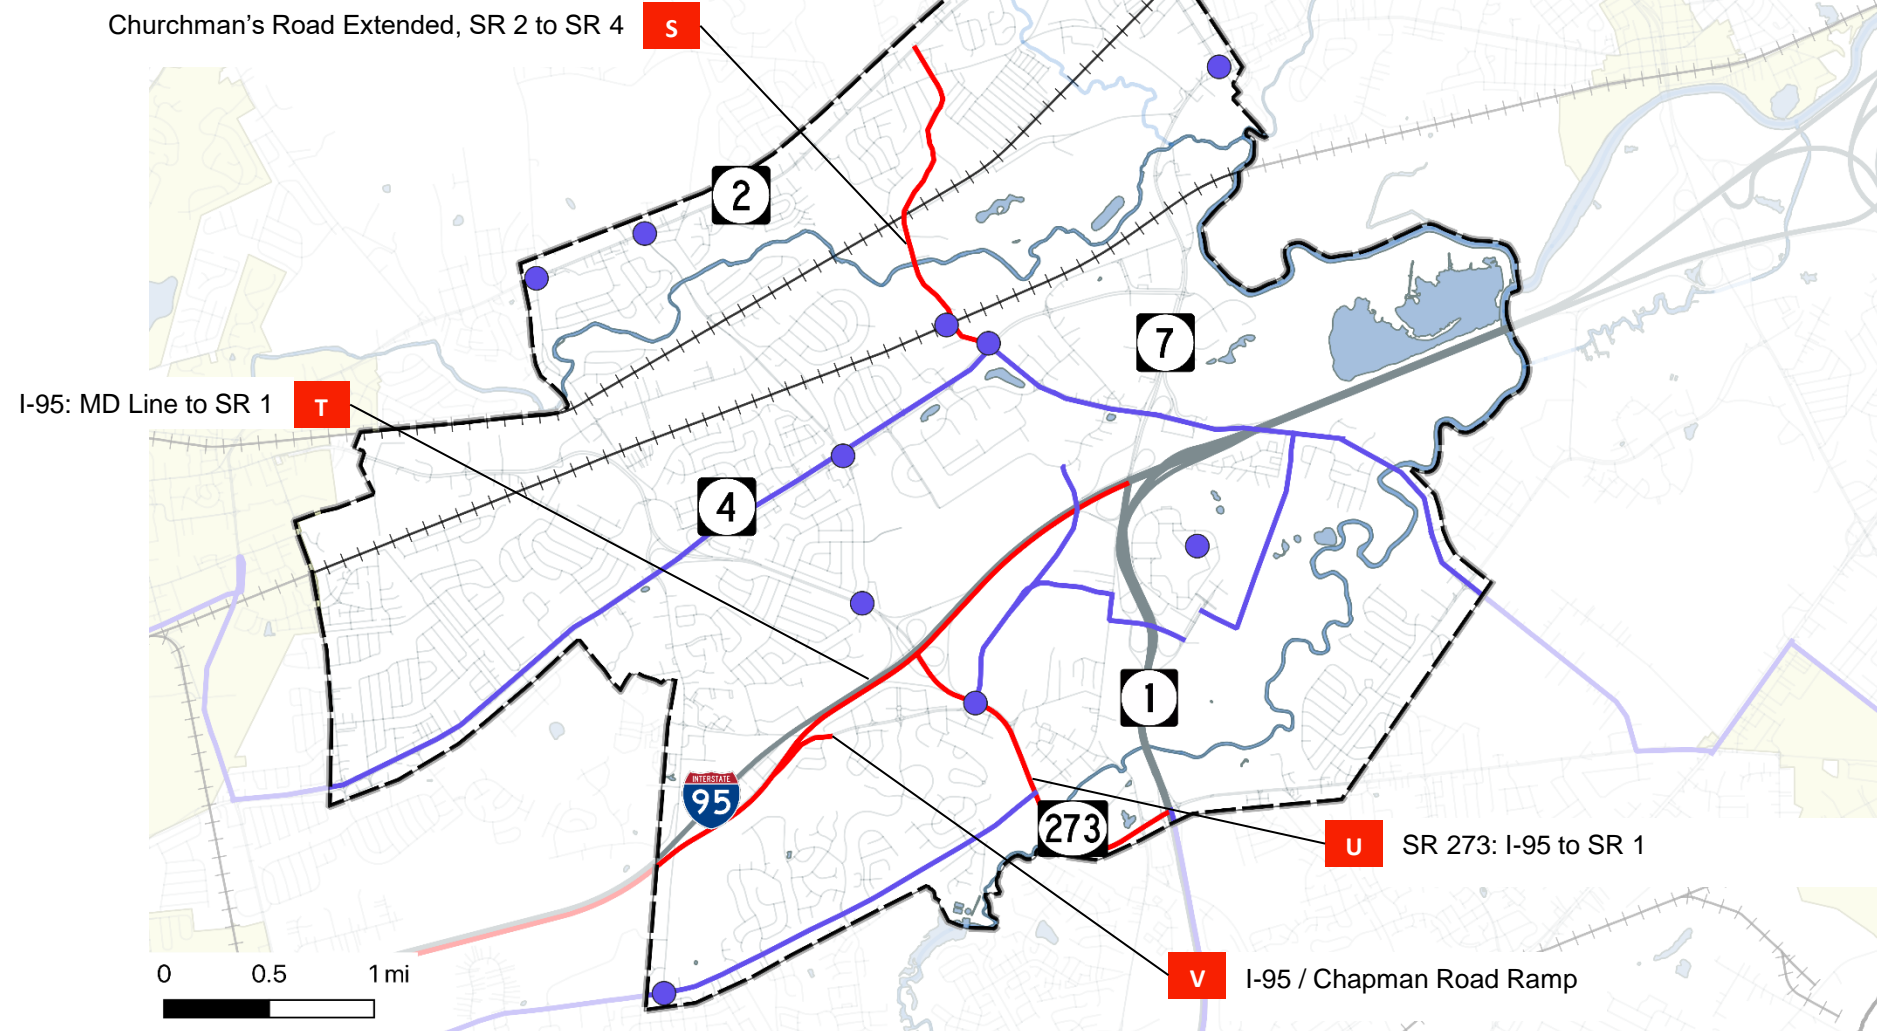 Churchman’s Road Extended, SR 2 to SR 4 S
2
7
I-95: MD Line to SR 1 T
4
1
INTERSTATE
95
273
U SR 273: I-95 to SR 1
V I-95 / Chapman Road Ramp
0 0.5 1 mi